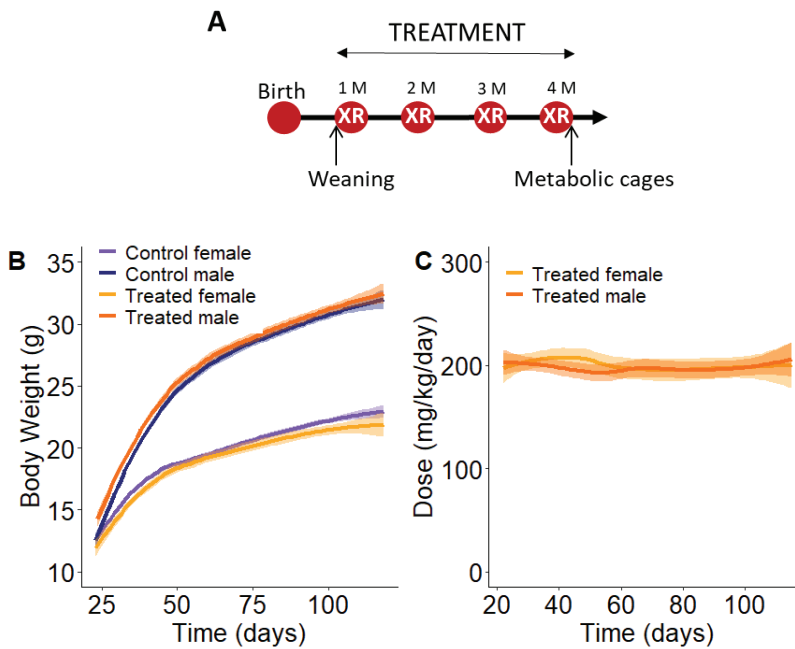 A
TREATMENT
Birth
1 M 2 M 3 M 4 M
XR XR XR XR
Weaning
Metabolic cages
B
Control female
Control male
Treated female
Treated male
35
30
25
20
15
10
Body Weight (g)
25 50 75 100
Time (days)
C
Treated female
Treated male
300
200
100
0
Dose (mg/kg/day)
20 40 60 80 100
Time (days)